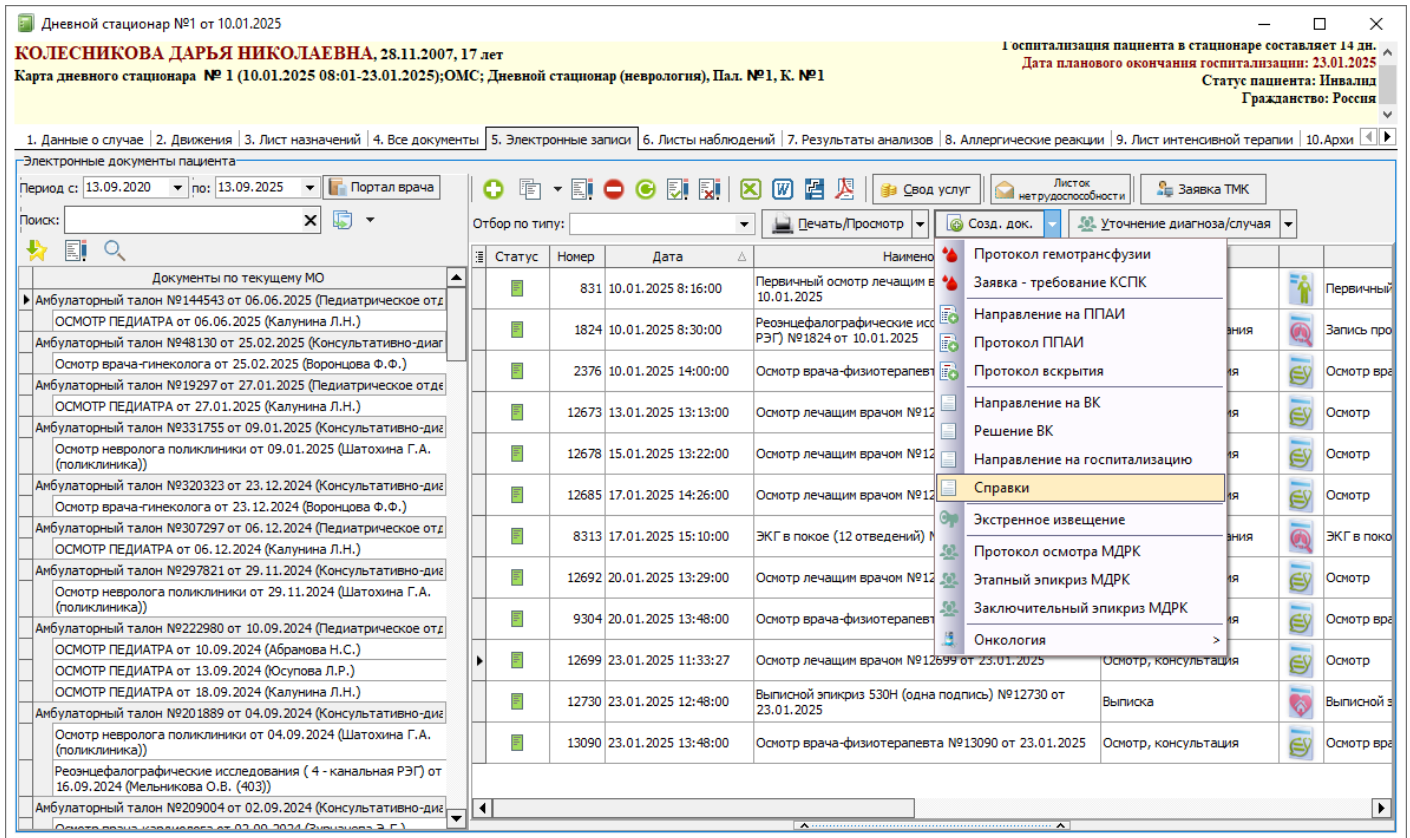 Дневной стационар №1 от 10.01.2025
КОЛЕСНИКОВА ДАРЬЯ НИКОЛАЕВНА, 28.11.2007, 17 лет
Карта дневного стационара № 1 (10.01.2025 08:01-23.01.2025);ОМС; Дневной стационар (неврология), Пал. №1, К. №1
Госпитализация пациента в стационаре составляет 14 дн.
Дата планового окончания госпитализации: 23.01.2025
Статус пациента: Инвалид
Гражданство: Россия
1. Данные о случае 2. Движения 3. Лист назначений 4. Все документы 5. Электронные записи 6. Листы наблюдений 7. Результаты анализов 8. Аллергические реакции 9. Лист интенсивной терапии 10.Архи
Электронные документы пациента
Период с: 13.09.2020 по: 13.09.2025 Портал врача
Поиск:
Документы по текущему МО
Амбулаторный талон №144543 от 06.06.2025 (Педиатрическое отд
ОСМОТР ПЕДИАТРА от 06.06.2025 (Калунина Л.Н.)
Амбулаторный талон №48130 от 25.02.2025 (Консультативно-диаг
Осмотр врача-гинеколога от 25.02.2025 (Воронцова Ф.Ф.)
Амбулаторный талон №19297 от 27.01.2025 (Педиатрическое отде
ОСМОТР ПЕДИАТРА от 27.01.2025 (Калунина Л.Н.)
Амбулаторный талон №331755 от 09.01.2025 (Консультативно-диа
Осмотр невролога поликлиники от 09.01.2025 (Шатохина Г.А.
(поликлиника))
Амбулаторный талон №320323 от 23.12.2024 (Консультативно-диа
Осмотр врача-гинеколога от 23.12.2024 (Воронцова Ф.Ф.)
Амбулаторный талон №307297 от 06.12.2024 (Педиатрическое отд
ОСМОТР ПЕДИАТРА от 06.12.2024 (Калунина Л.Н.)
Амбулаторный талон №297821 от 29.11.2024 (Консультативно-диа
Осмотр невролога поликлиники от 29.11.2024 (Шатохина Г.А.
(поликлиника))
Амбулаторный талон №222980 от 10.09.2024 (Педиатрическое отд
ОСМОТР ПЕДИАТРА от 10.09.2024 (Абрамова Н.С.)
ОСМОТР ПЕДИАТРА от 13.09.2024 (Юсупова Л.Р.)
ОСМОТР ПЕДИАТРА от 18.09.2024 (Калунина Л.Н.)
Амбулаторный талон №201889 от 04.09.2024 (Консультативно-диа
Осмотр невролога поликлиники от 04.09.2024 (Шатохина Г.А.
(поликлиника))
Реоэнцефалографические исследования ( 4 - канальная РЭГ) от
16.09.2024 (Мельникова О.В. (403))
Амбулаторный талон №209004 от 02.09.2024 (Консультативно-диа
Свод услуг Листок нетрудоспособности Заявка ТМК
Отбор по типу: Печать/Просмотр Созд. док. Уточнение диагноза/случая
Статус Номер Дата Наимено
831 10.01.2025 8:16:00 Первичный осмотр лечащим в Первичный
10.01.2025
1824 10.01.2025 8:30:00 Реоэнцефалографические исс ания Запись про
РЭГ) №1824 от 10.01.2025
2376 10.01.2025 14:00:00 Осмотр врача-физиотерапевт ия Осмотр вра
12673 13.01.2025 13:13:00 Осмотр лечащим врачом №12 ия Осмотр
12678 15.01.2025 13:22:00 Осмотр лечащим врачом №12 ия Осмотр
12685 17.01.2025 14:26:00 Осмотр лечащим врачом №12 ия Осмотр
8313 17.01.2025 15:10:00 ЭКГ в покое (12 отведений) № ания ЭКГ в поко
12692 20.01.2025 13:29:00 Осмотр лечащим врачом №12 ия Осмотр
9304 20.01.2025 13:48:00 Осмотр врача-физиотерапевт ия Осмотр вра
12699 23.01.2025 11:33:27 Осмотр лечащим врачом №12699 от 23.01.2025 Осмотр, консультация Осмотр
12730 23.01.2025 12:48:00 Выписной эпикриз 530Н (одна подпись) №12730 от Выписка Выписной э
23.01.2025
13090 23.01.2025 13:48:00 Осмотр врача-физиотерапевта №13090 от 23.01.2025 Осмотр, консультация Осмотр вра
Протокол гемотрансфузии
Заявка - требование КСПК
Направление на ППАИ
Протокол ППАИ
Протокол вскрытия
Направление на ВК
Решение ВК
Направление на госпитализацию
Справки
Экстренное извещение
Протокол осмотра МДРК
Этапный эпикриз МДРК
Заключительный эпикриз МДРК
Онкология >